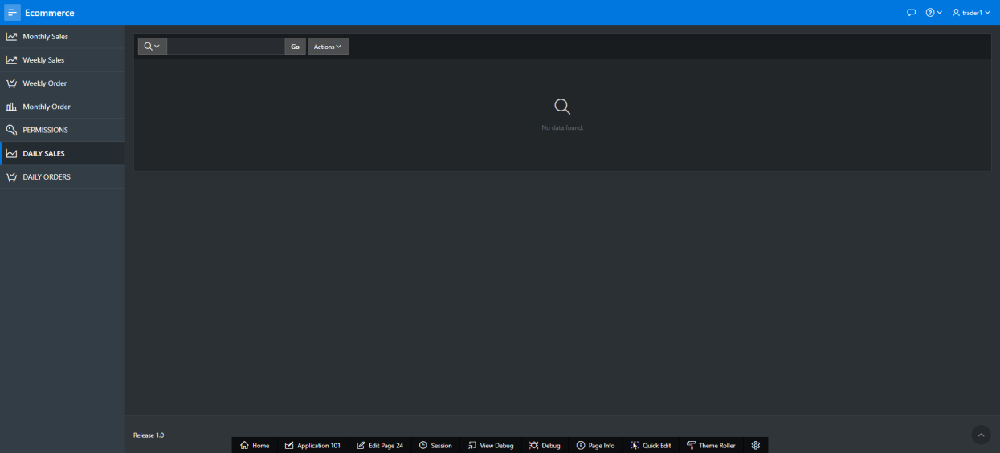 Ecommerce
trader1
Monthly Sales
Weekly Sales
Weekly Order
Monthly Order
PERMISSIONS
DAILY SALES
DAILY ORDERS
Go
Actions
No data found.
Release 1.0
Home
Application 101
Edit Page 24
Session
View Debug
Debug
Page Info
Quick Edit
Theme Roller